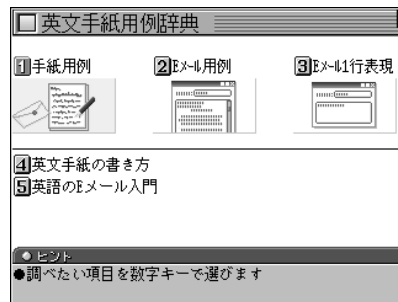 英文手紙用例辞典
1手紙用例 2Eメール用例 3Eメール1行表現
4英文手紙の書き方
5英語のEメール入門
●ヒント
●調べたい項目を数字キーで選びます